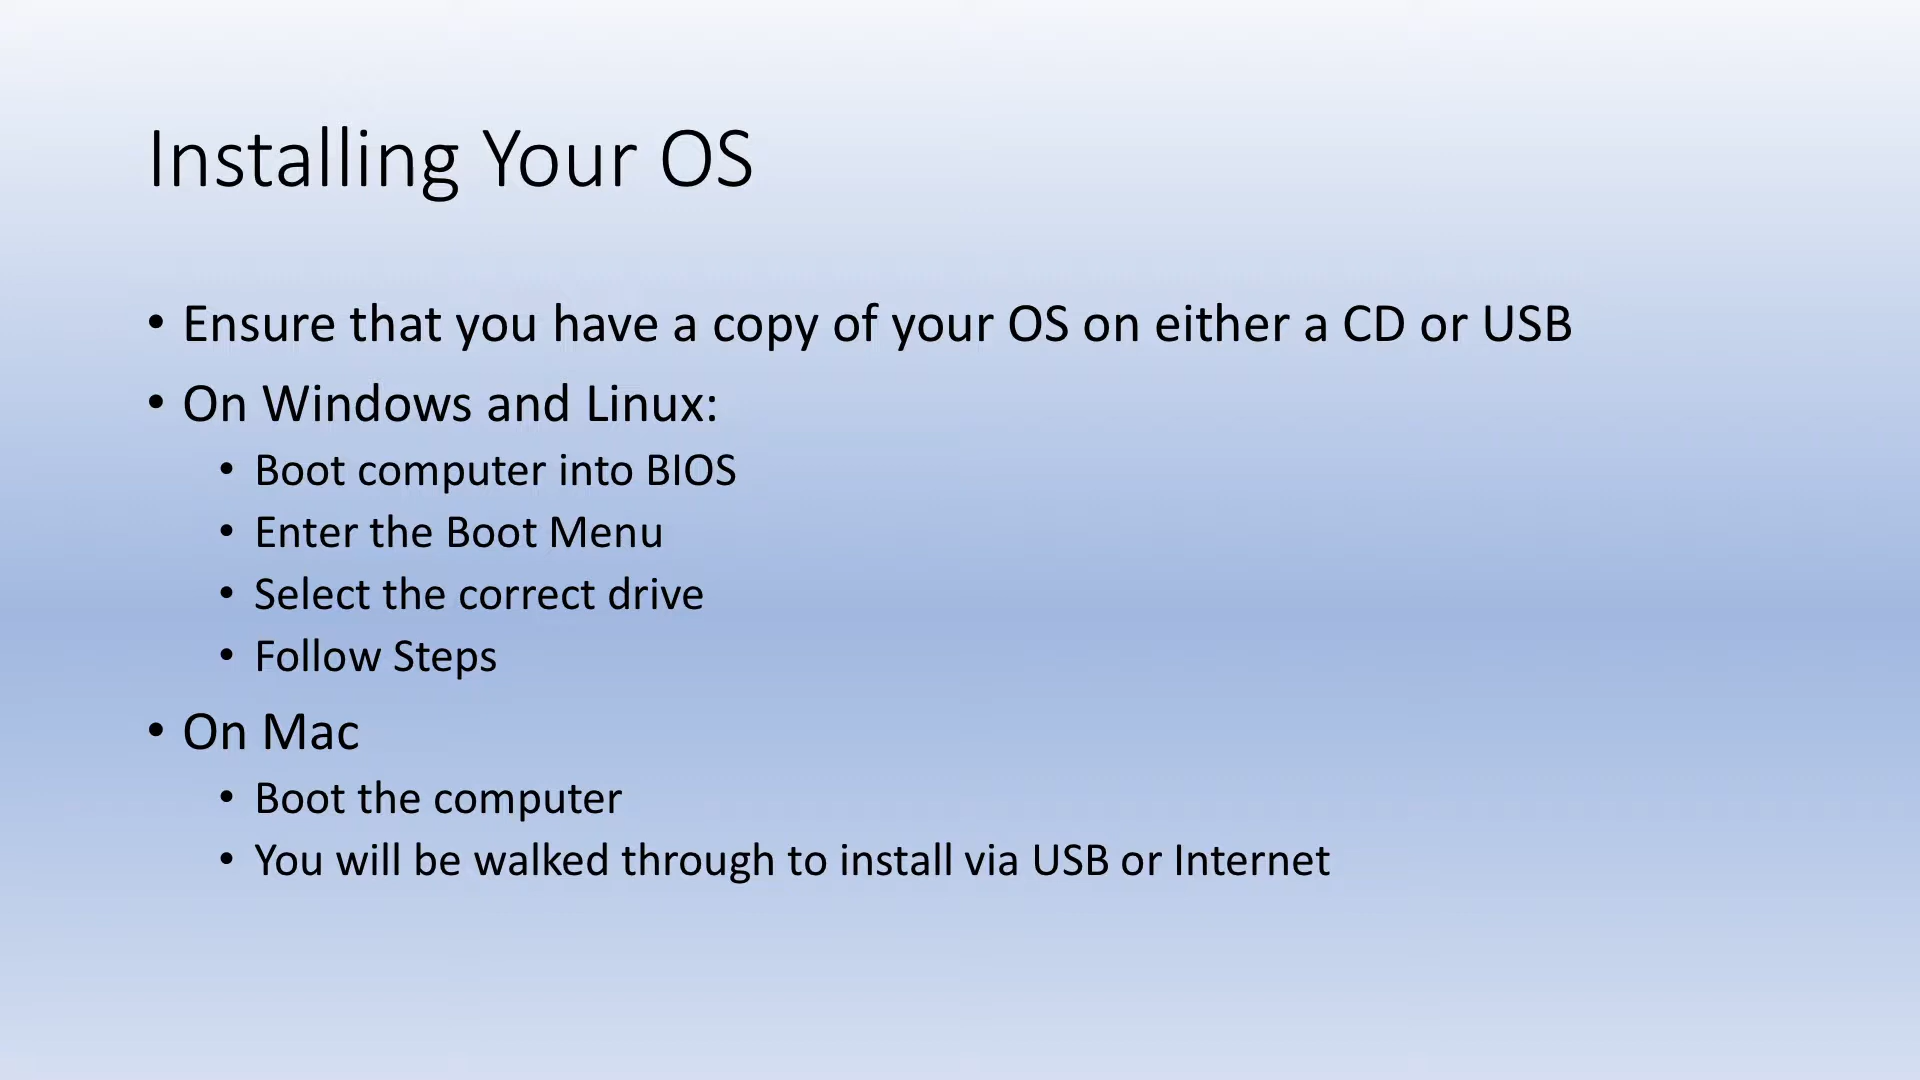 Installing Your OS
• Ensure that you have a copy of your OS on either a CD or USB
• On Windows and Linux:
• Boot computer into BIOS
• Enter the Boot Menu
• Select the correct drive
• Follow Steps
• On Mac
• Boot the computer
• You will be walked through to install via USB or Internet